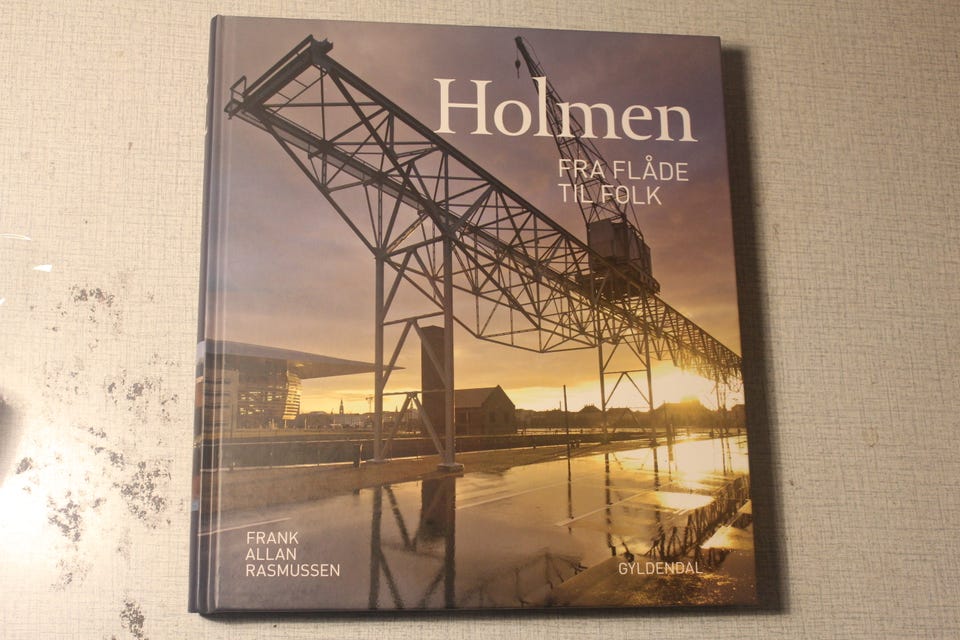 Holmen
FRA FLÅDE
TIL FOLK
FRANK
ALLAN
RASMUSSEN
GYLDENDAL